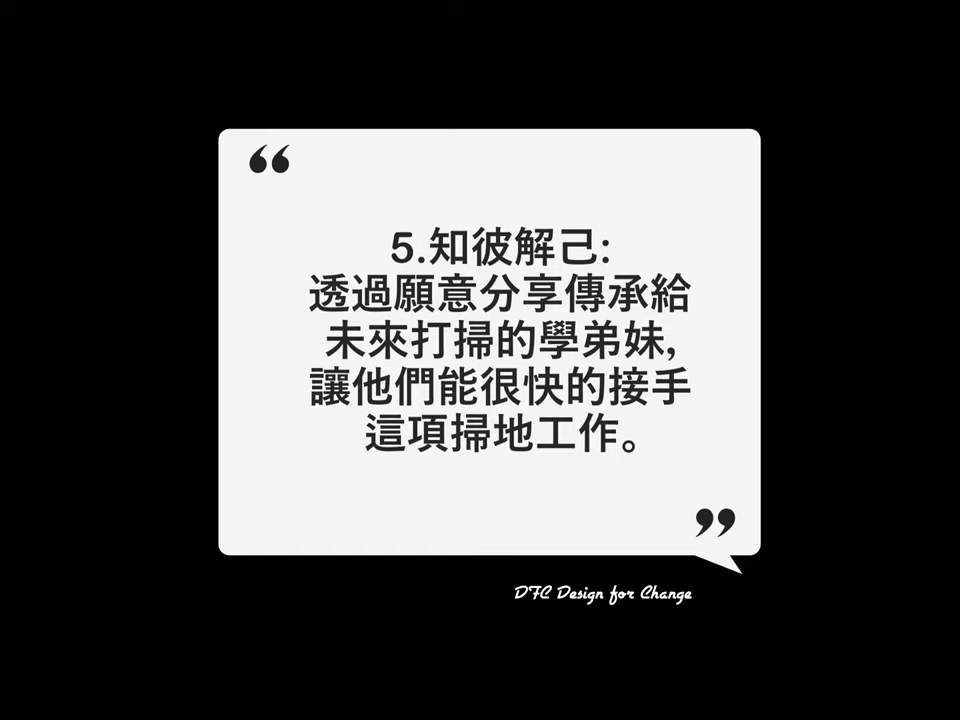 “
5.知彼解己:
透過願意分享傳承給
未來打掃的學弟妹,
讓他們能很快的接手
這項掃地工作。
”
DFC Design for Change